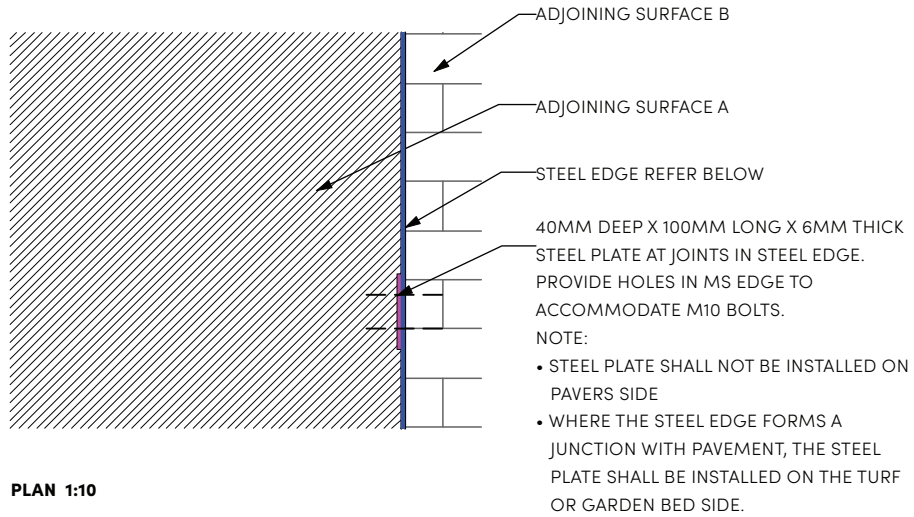 ADJOINING SURFACE B
ADJOINING SURFACE A
STEEL EDGE REFER BELOW
40MM DEEP X 100MM LONG X 6MM THICK
STEEL PLATE AT JOINTS IN STEEL EDGE.
PROVIDE HOLES IN MS EDGE TO
ACCOMMODATE M10 BOLTS.
NOTE:
• STEEL PLATE SHALL NOT BE INSTALLED ON
PAVERS SIDE
• WHERE THE STEEL EDGE FORMS A
JUNCTION WITH PAVEMENT, THE STEEL
PLATE SHALL BE INSTALLED ON THE TURF
OR GARDEN BED SIDE.
PLAN 1:10